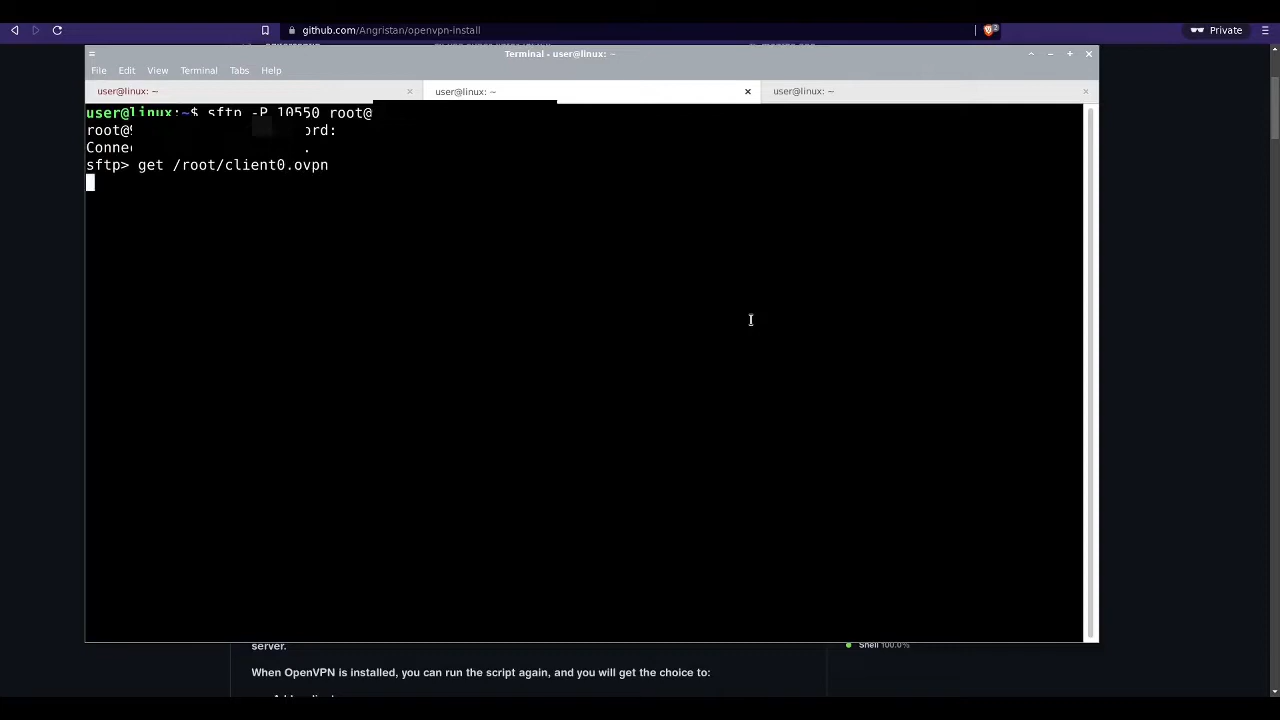 github.com/Angristan/openvpn-install
2
Private
Terminal - user@linux: ~
File Edit View Terminal Tabs Help
user@linux: ~
user@linux: ~
user@linux: ~
user@linux:~$ sftp -P 10550 root@
root@
Conne
.
sftp> get /root/client0.ovpn
server.
Shell 100.0%
When OpenVPN is installed, you can run the script again, and you will get the choice to: